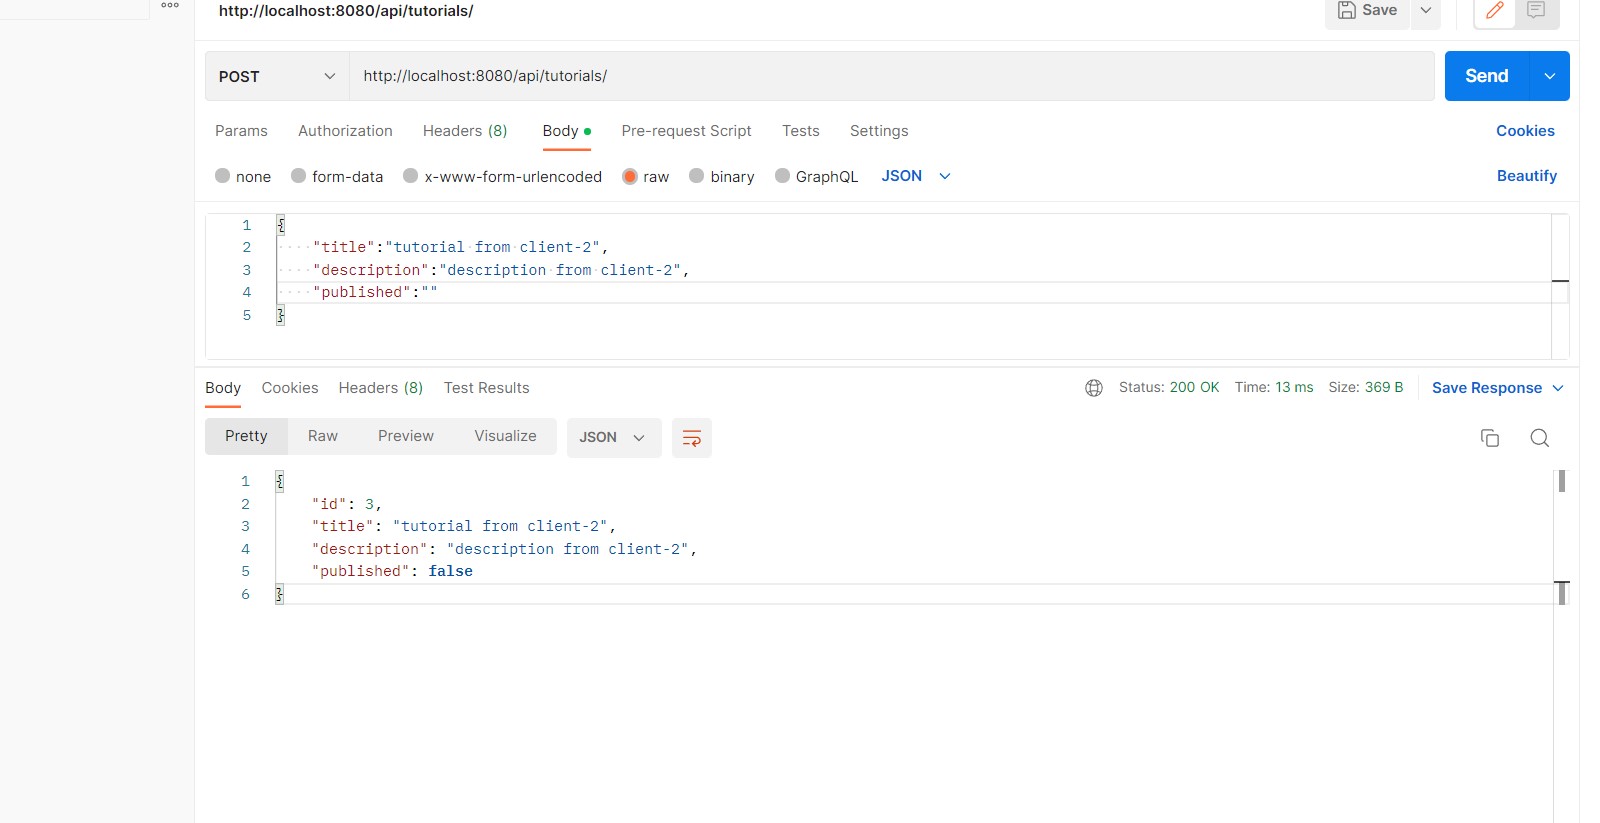 http://localhost:8080/api/tutorials/
Save
POST http://localhost:8080/api/tutorials/ Send
Params Authorization Headers (8) Body Pre-request Script Tests Settings Cookies
none form-data x-www-form-urlencoded raw binary GraphQL JSON Beautify
1 {
2 "title":"tutorial from client-2",
3 "description":"description from client-2",
4 "published":""
5 }
Body Cookies Headers (8) Test Results Status: 200 OK Time: 13 ms Size: 369 B Save Response
Pretty Raw Preview Visualize JSON
1 {
2 "id": 3,
3 "title": "tutorial from client-2",
4 "description": "description from client-2",
5 "published": false
6 }